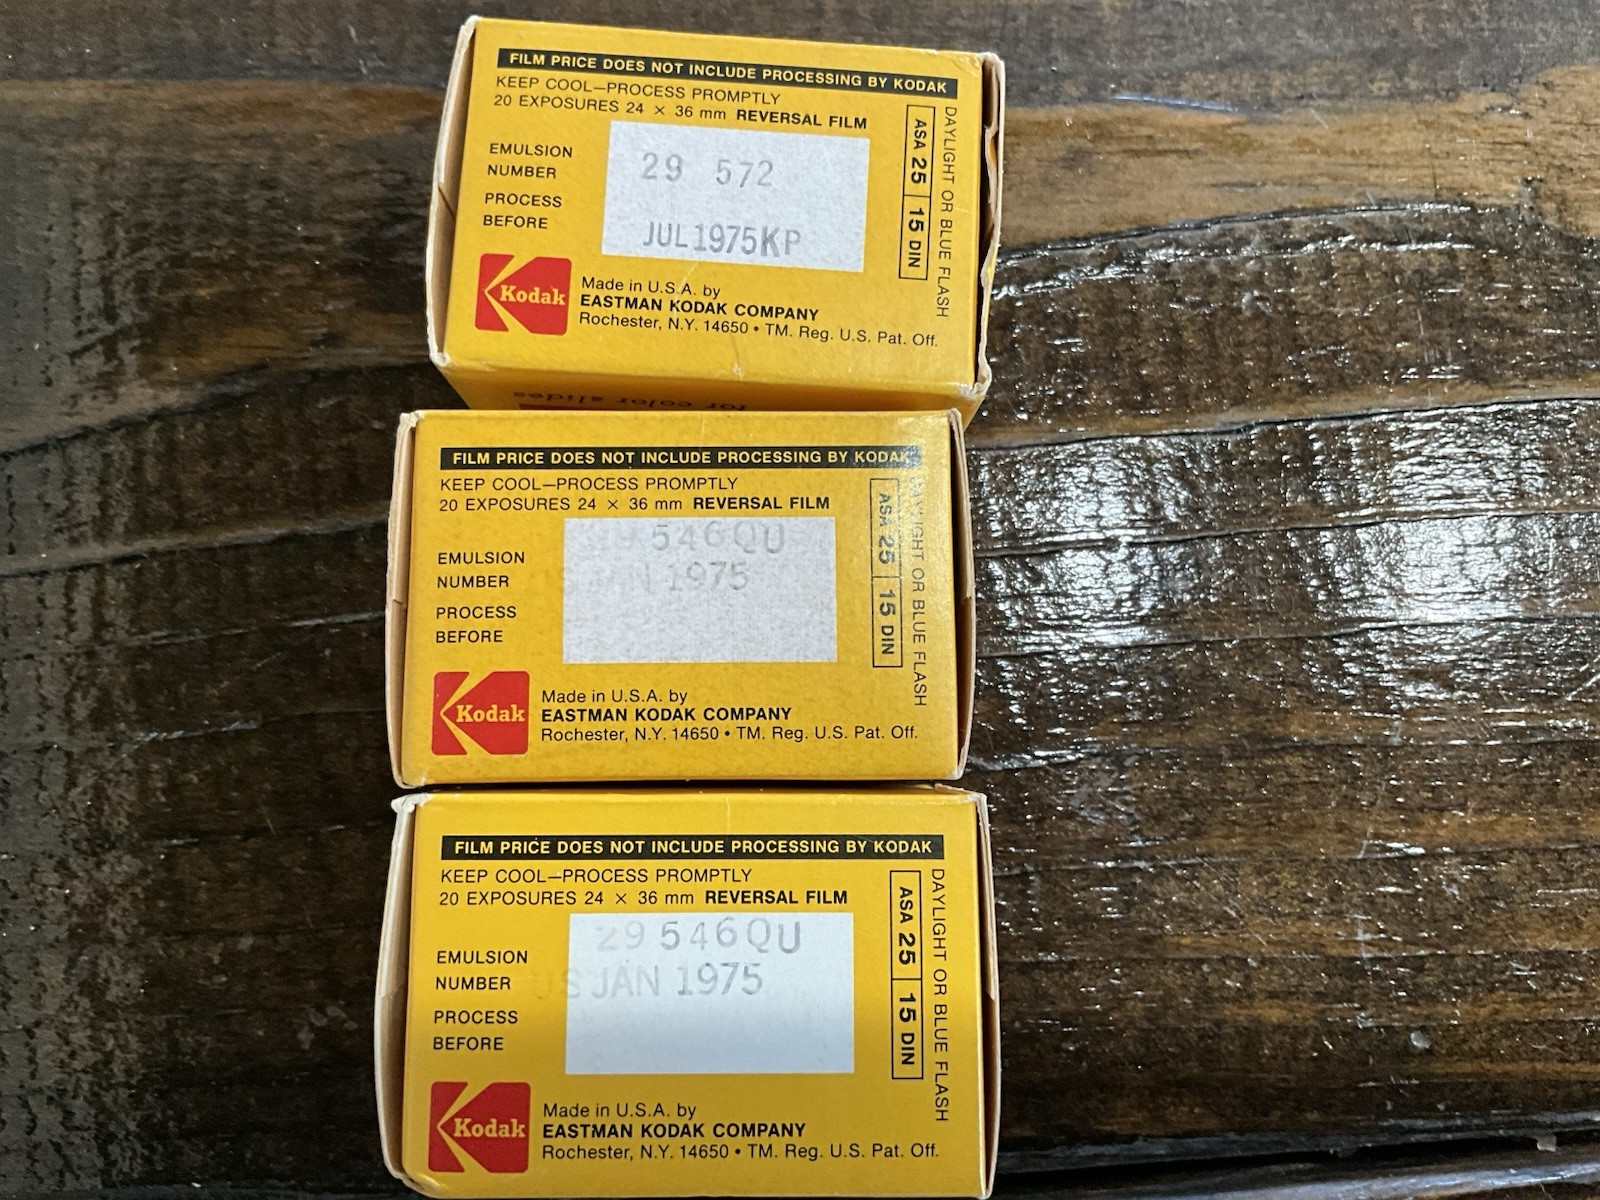 FILM PRICE DOES NOT INCLUDE PROCESSING BY KODAK
KEEP COOL—PROCESS PROMPTLY
20 EXPOSURES 24 × 36 mm REVERSAL FILM
EMULSION
NUMBER
29 572
PROCESS
BEFORE
JUL1975KP
Kodak
Made in U.S.A. by
EASTMAN KODAK COMPANY
Rochester, N.Y. 14650 • TM. Reg. U.S. Pat. Off.
ASA 25 15 DIN
DAYLIGHT OR BLUE FLASH
for color slides
FILM PRICE DOES NOT INCLUDE PROCESSING BY KODAK
KEEP COOL—PROCESS PROMPTLY
20 EXPOSURES 24 × 36 mm REVERSAL FILM
546QU
EMULSION
NUMBER
JAN 1975
PROCESS
BEFORE
Kodak
Made in U.S.A. by
EASTMAN KODAK COMPANY
Rochester, N.Y. 14650 • TM. Reg. U.S. Pat. Off.
ASA 25 15 DIN
DAYLIGHT OR BLUE FLASH
FILM PRICE DOES NOT INCLUDE PROCESSING BY KODAK
KEEP COOL—PROCESS PROMPTLY
20 EXPOSURES 24 × 36 mm REVERSAL FILM
29 546QU
EMULSION
NUMBER
US JAN 1975
PROCESS
BEFORE
Kodak
Made in U.S.A. by
EASTMAN KODAK COMPANY
Rochester, N.Y. 14650 • TM. Reg. U.S. Pat. Off.
ASA 25 15 DIN
DAYLIGHT OR BLUE FLASH